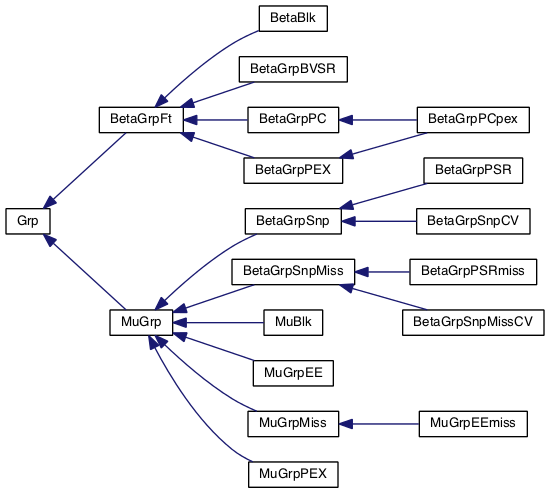 BetaBlk
BetaGrpBVSR
BetaGrpFt
BetaGrpPC
BetaGrpPCpex
BetaGrpPEX
BetaGrpPSR
Grp
BetaGrpSnp
BetaGrpSnpCV
BetaGrpSnpMiss
BetaGrpPSRmiss
MuGrp
MuBlk
BetaGrpSnpMissCV
MuGrpEE
MuGrpMiss
MuGrpEEmiss
MuGrpPEX